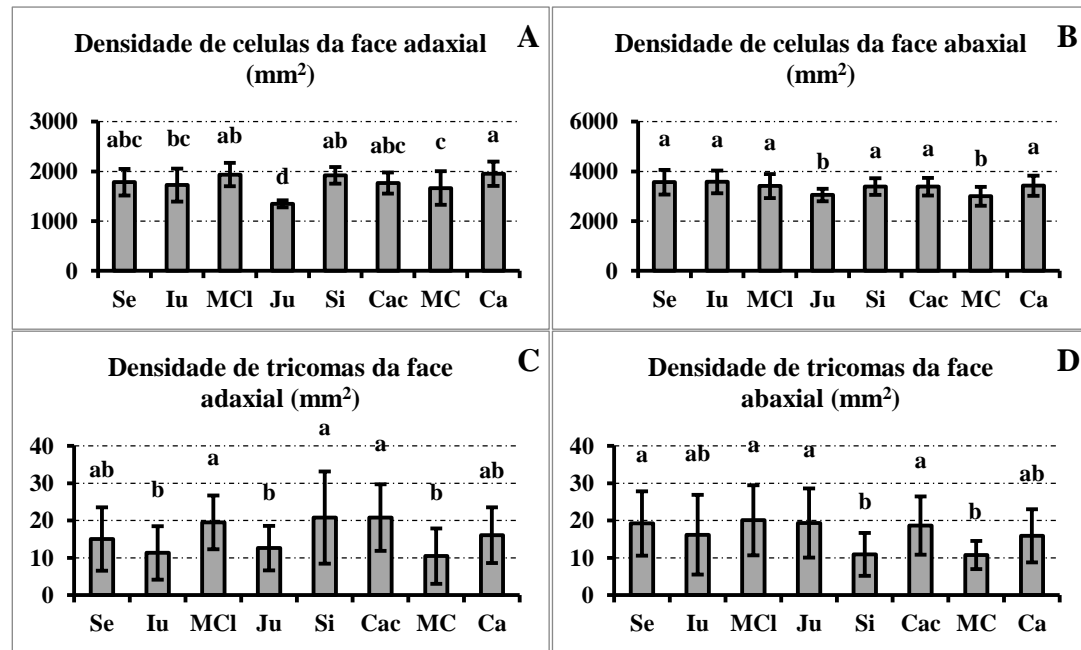 Densidade de celulas da face adaxial A
(mm²)
3000
abc bc ab d ab abc c a
2000
1000
0
Se Iu MCl Ju Si Cac MC Ca
Densidade de celulas da face abaxial B
(mm²)
6000
a a a b a a b a
4000
2000
0
Se Iu MCl Ju Si Cac MC Ca
Densidade de tricomas da face C
adaxial (mm²)
40
ab b a b a a b ab
30
20
10
0
Se Iu MCl Ju Si Cac MC Ca
Densidade de tricomas da face D
abaxial (mm²)
40
a ab a a b a b ab
30
20
10
0
Se Iu MCl Ju Si Cac MC Ca